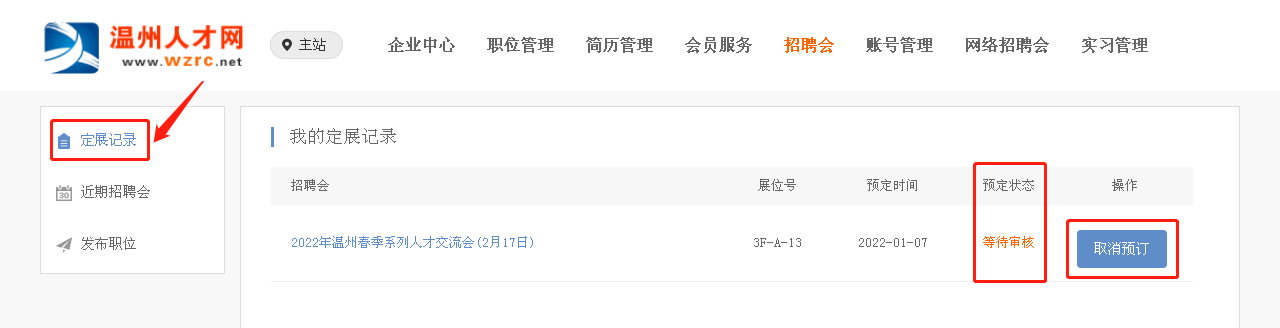 温州人才网
www.wzrc.net
主站
企业中心 职位管理 简历管理 会员服务 招聘会 账号管理 网络招聘会 实习管理
定展记录
30 近期招聘会
发布职位
我的定展记录
招聘会 展位号 预定时间 预定状态 操作
2022年温州春季系列人才交流会(2月17日) 3F-A-13 2022-01-07 等待审核 取消预订